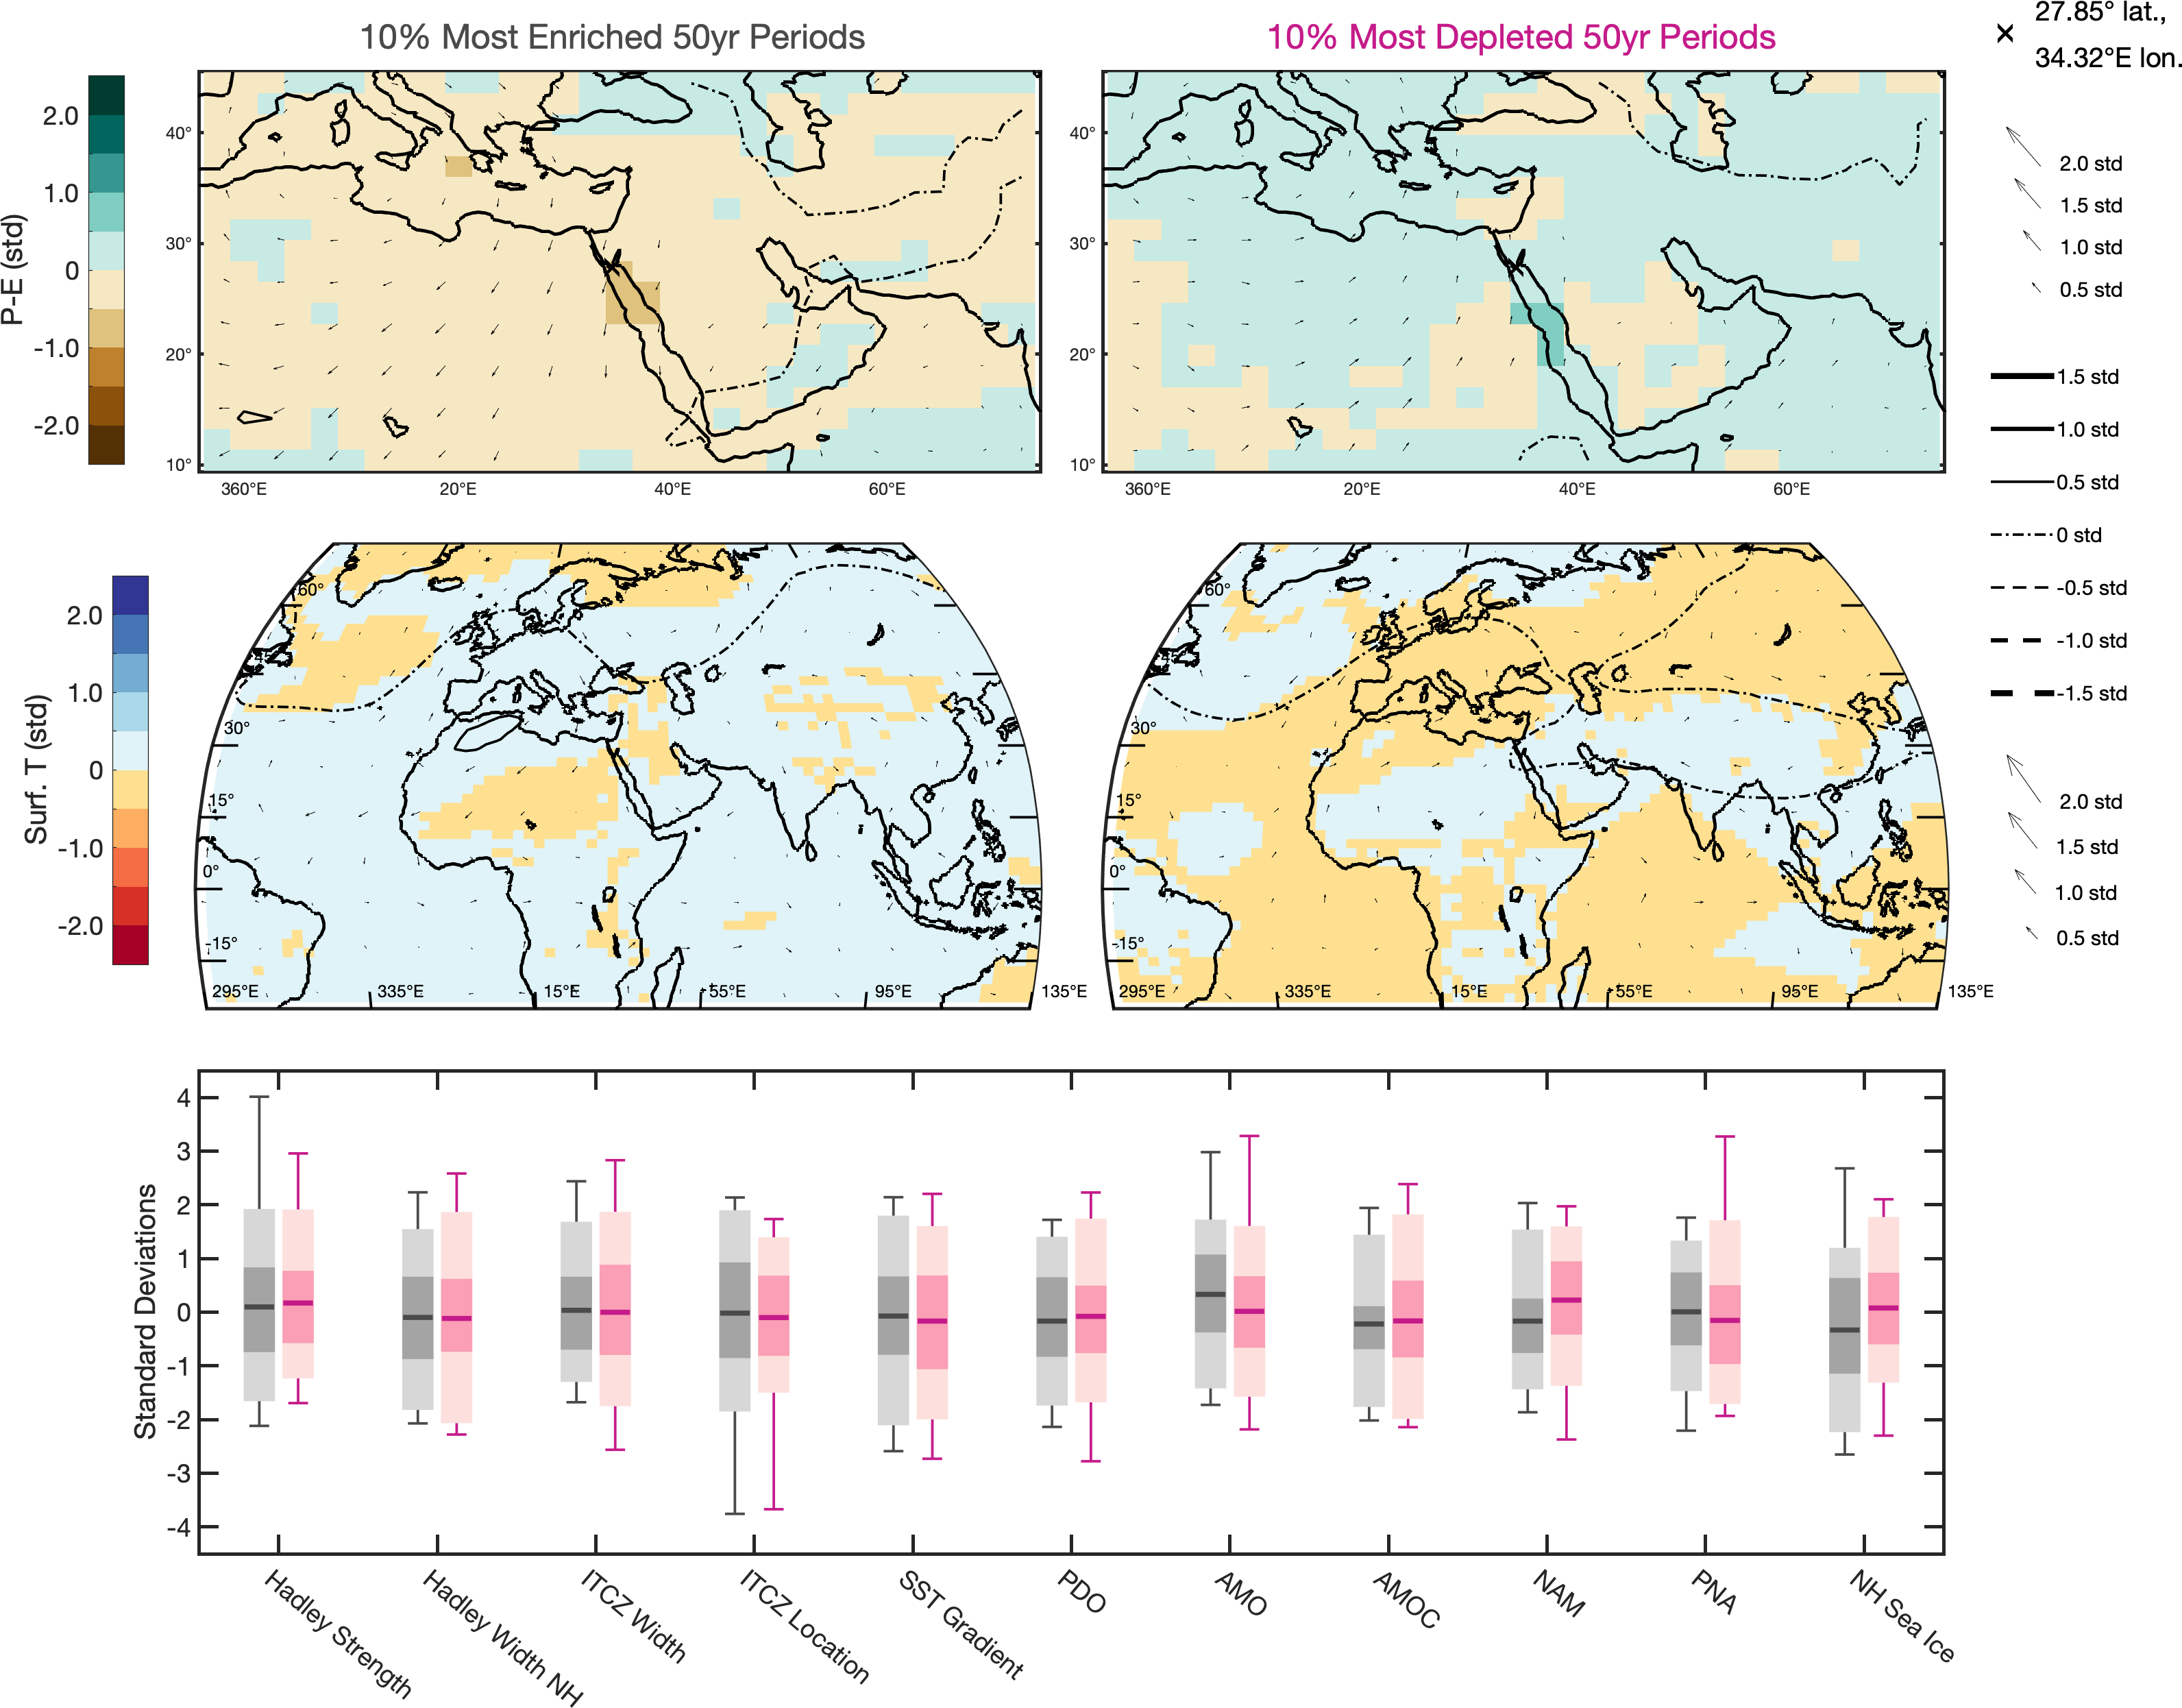 10% Most Enriched 50yr Periods
10% Most Depleted 50yr Periods
27.85° lat.,
34.32°E lon.
P-E (std)
2.0
1.0
0
-1.0
-2.0
40°
30°
20°
10°
360°E
20°E
40°E
60°E
40°
30°
20°
10°
360°E
20°E
40°E
60°E
2.0 std
1.5 std
1.0 std
0.5 std
1.5 std
1.0 std
0.5 std
0 std
-0.5 std
-1.0 std
-1.5 std
Surf. T (std)
2.0
1.0
0
-1.0
-2.0
60°
45°
30°
15°
0°
-15°
295°E
335°E
15°E
55°E
95°E
135°E
60°
45°
30°
15°
0°
-15°
295°E
335°E
15°E
55°E
95°E
135°E
2.0 std
1.5 std
1.0 std
0.5 std
Standard Deviations
4
3
2
1
0
-1
-2
-3
-4
Hadley Strength
Hadley Width NH
ITCZ Width
ITCZ Location
SST Gradient
PDO
AMO
AMOC
NAM
PNA
NH Sea Ice